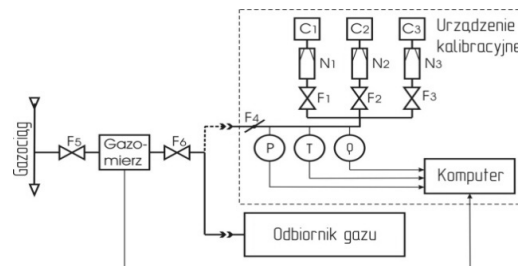 C1
C2
C3
Urządzenie
kalibracyjne
N1
N2
N3
F1
F2
F3
F4
Gazociąg
F5
Gazo-
mierz
F6
P
T
Q
Komputer
Odbiornik gazu